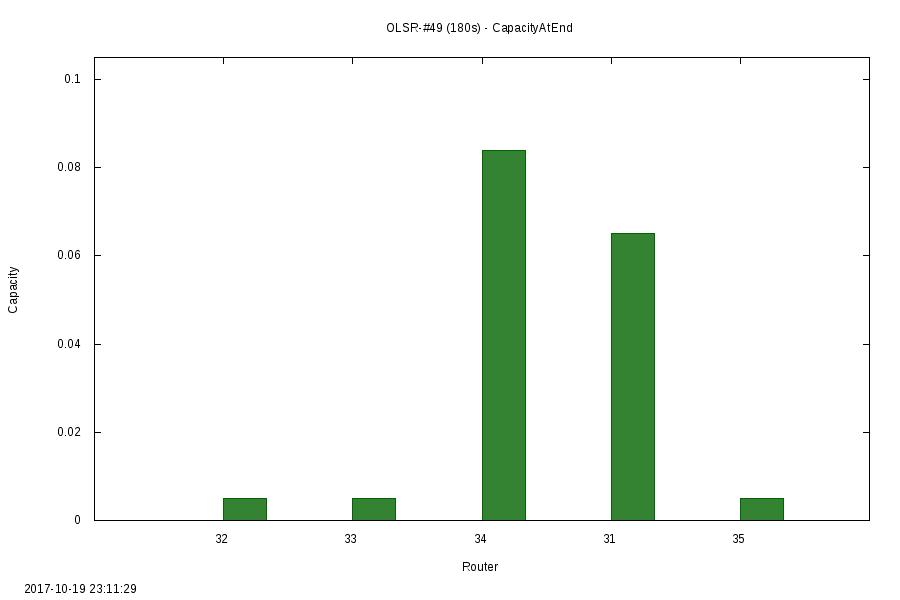 OLSR-#49 (180s) - CapacityAtEnd
0.1
0.08
0.06
0.04
0.02
0
Capacity
32 33 34 31 35
Router
2017-10-19 23:11:29